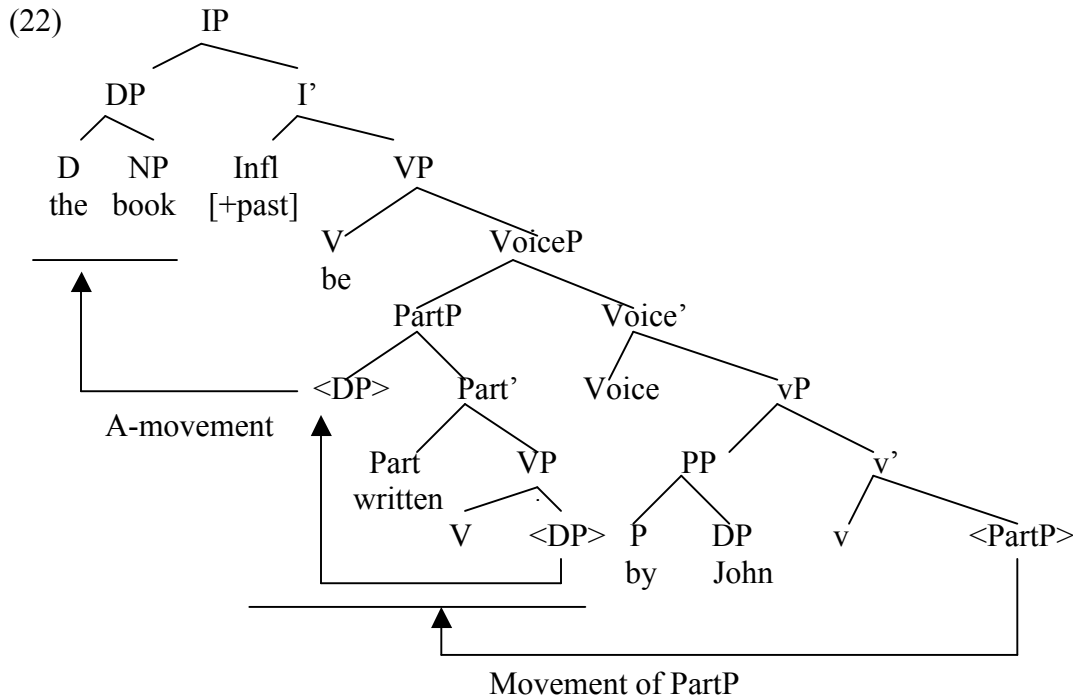 (22) IP
DP I’
D NP Infl VP
the book [+past]
V VoiceP
be
PartP Voice’
<DP> Part’ Voice vP
A-movement
Part VP PP v’
written
V <DP> P DP v <PartP>
by John
Movement of PartP